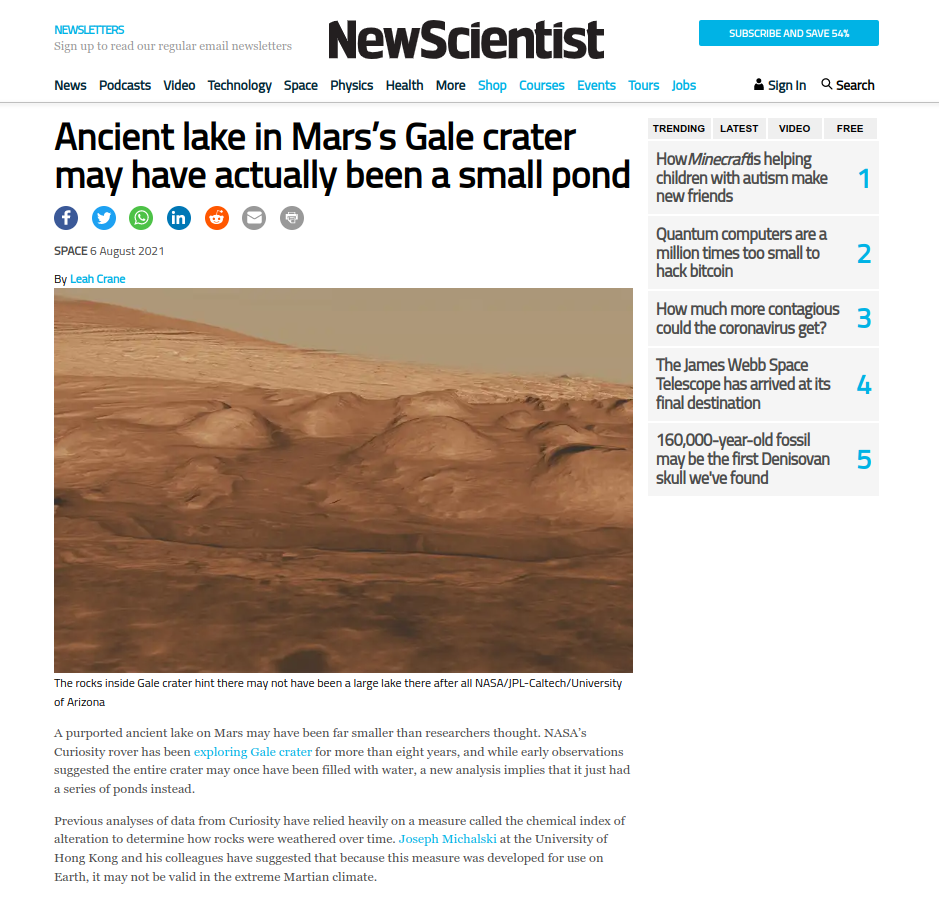 NEWSLETTERS
Sign up to read our regular email newsletters
NewScientist
SUBSCRIBE AND SAVE 54%
News Podcasts Video Technology Space Physics Health More Shop Courses Events Tours Jobs Sign In Search
Ancient lake in Mars’s Gale crater
may have actually been a small pond
SPACE 6 August 2021
By Leah Crane
The rocks inside Gale crater hint there may not have been a large lake there after all NASA/JPL-Caltech/University
of Arizona
A purported ancient lake on Mars may have been far smaller than researchers thought. NASA’s
Curiosity rover has been exploring Gale crater for more than eight years, and while early observations
suggested the entire crater may once have been filled with water, a new analysis implies that it just had
a series of ponds instead.
Previous analyses of data from Curiosity have relied heavily on a measure called the chemical index of
alteration to determine how rocks were weathered over time. Joseph Michalski at the University of
Hong Kong and his colleagues have suggested that because this measure was developed for use on
Earth, it may not be valid in the extreme Martian climate.
TRENDING LATEST VIDEO FREE
How Minecraft is helping
children with autism make
new friends
1
Quantum computers are a
million times too small to
hack bitcoin
2
How much more contagious
could the coronavirus get?
3
The James Webb Space
Telescope has arrived at its
final destination
4
160,000-year-old fossil
may be the first Denisovan
skull we've found
5